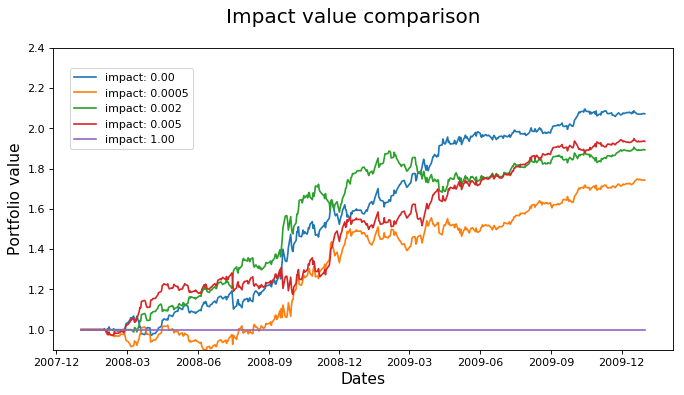 Impact value comparison
2.4
2.2
2.0
1.8
1.6
1.4
1.2
1.0
Portfolio value
impact: 0.00
impact: 0.0005
impact: 0.002
impact: 0.005
impact: 1.00
2007-12 2008-03 2008-06 2008-09 2008-12 2009-03 2009-06 2009-09 2009-12
Dates